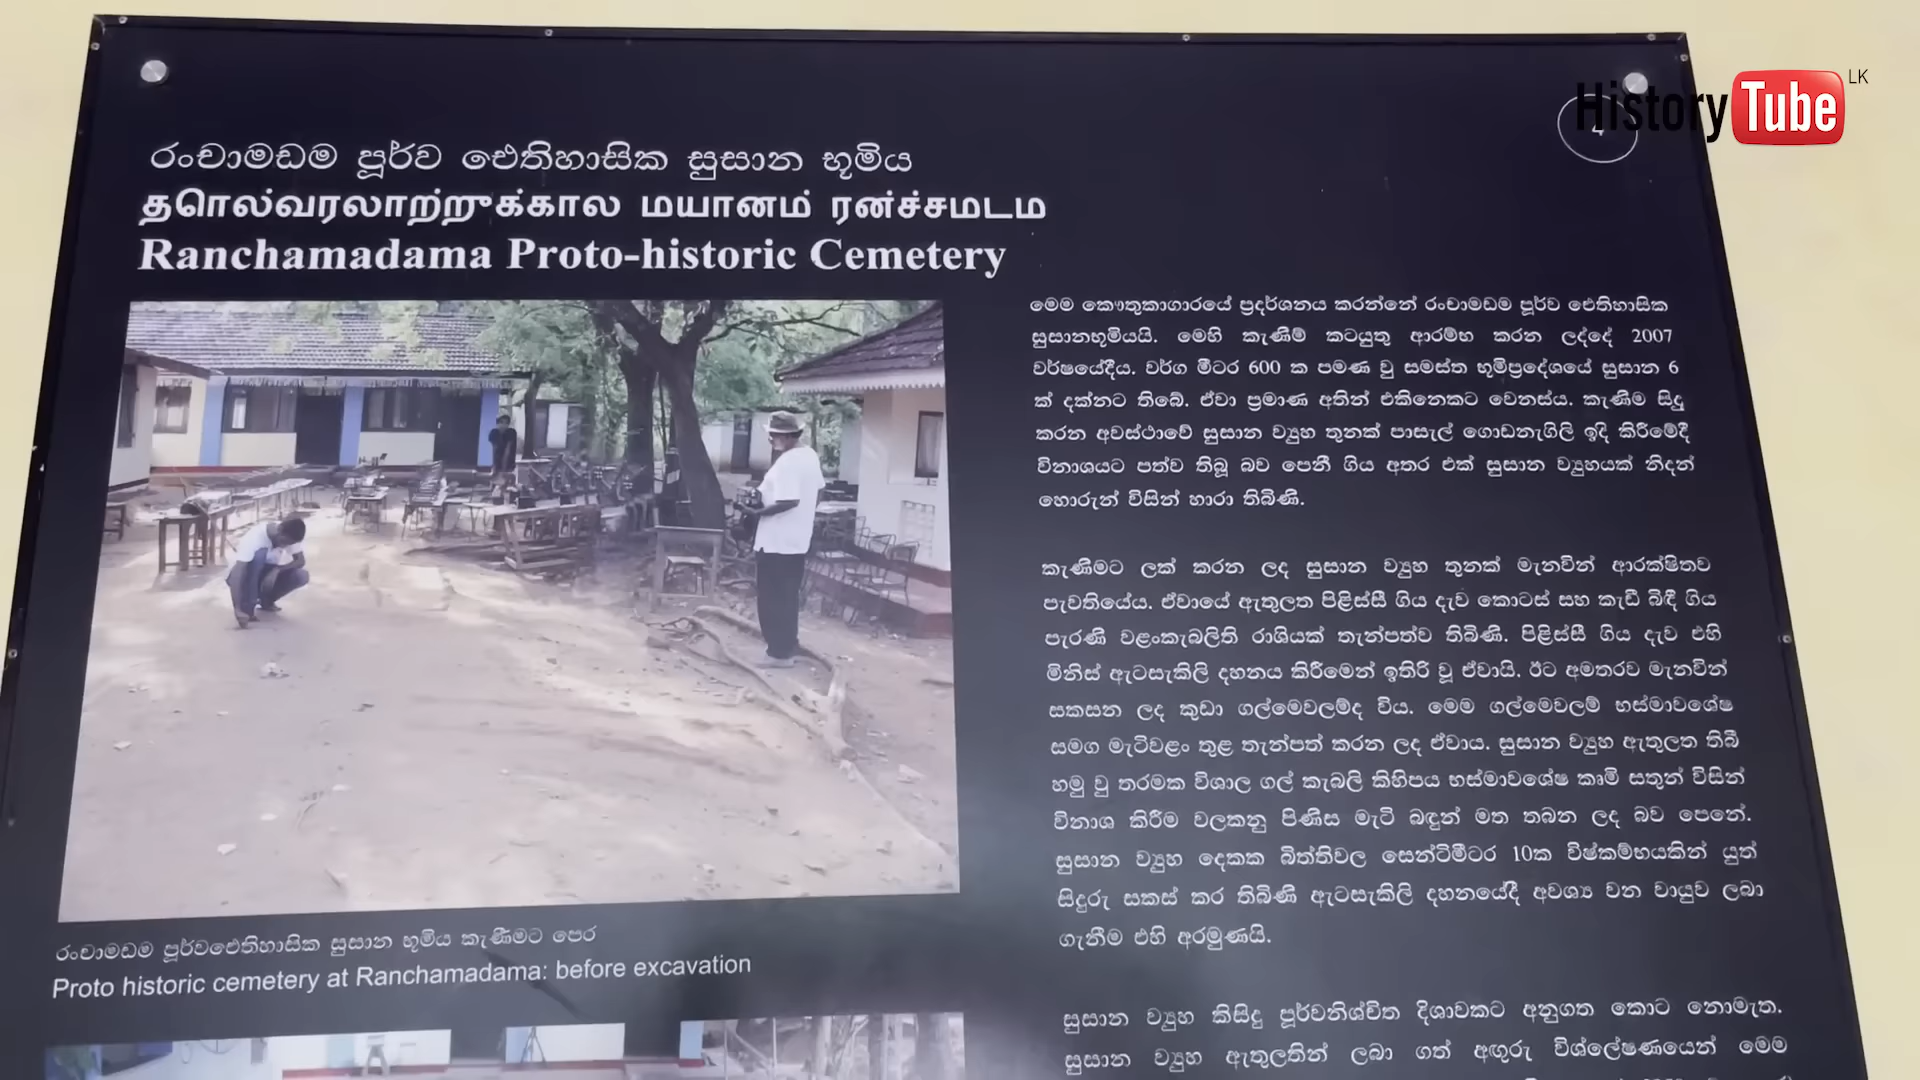 History Tube LK
4
රංචාමඩම පූර්ව ඓතිහාසික සුසාන භූමිය
தொல்வரலாற்றுக்கால மயானம் ரன்ச்சமடம
Ranchamadama Proto-historic Cemetery
මෙම කෞතුකාගාරයේ ප්‍රදර්ශනය කරන්නේ රංචාමඩම පූර්ව ඓතිහාසික
සුසානභූමියයි. මෙහි කැණීම් කටයුතු ආරම්භ කරන ලද්දේ 2007
වර්ෂයේදීය. වර්ග මීටර 600 ක පමණ වු සමස්ත භූමිප්‍රදේශයේ සුසාන 6
ක් දක්නට තිබේ. ඒවා ප්‍රමාණ අතින් එකිනෙකට වෙනස්ය. කැණීම සිදු
කරන අවස්ථාවේ සුසාන ව්‍යුහ තුනක් පාසැල් ගොඩනැගිලි ඉදි කිරීමේදී
විනාශයට පත්ව තිබූ බව පෙනී ගිය අතර එක් සුසාන ව්‍යුහයක් නිදන්
හොරුන් විසින් හාරා තිබිණි.
කැණීමට ලක් කරන ලද සුසාන ව්‍යුහ තුනක් මැනවින් ආරක්ෂිතව
පැවතියේය. ඒවායේ ඇතුලත පිළිස්සී ගිය දැව කොටස් සහ කැඩී බිඳී ගිය
පැරණි වළංකැබලිති රාශියක් තැන්පත්ව තිබිණි. පිළිස්සී ගිය දැව එහි
මිනිස් ඇටසැකිලි දහනය කිරීමෙන් ඉතිරි වූ ඒවායි. ඊට අමතරව මැනවින්
සකසන ලද කුඩා ගල්මෙවලම්ද විය. මෙම ගල්මෙවලම් භස්මාවශේෂ
සමග මැටිවළං තුළ තැන්පත් කරන ලද ඒවාය. සුසාන ව්‍යුහ ඇතුලත තිබී
හමු වු තරමක විශාල ගල් කැබලි කිහිපය භස්මාවශේෂ කෘමි සතුන් විසින්
විනාශ කිරීම වලකනු පිණිස මැටි බඳුන් මත තබන ලද බව පෙනේ.
සුසාන ව්‍යුහ දෙකක බිත්තිවල සෙන්ටිමීටර 10ක විෂ්කම්භයකින් යුත්
සිදුරු සකස් කර තිබිණි ඇටසැකිලි දහනයේදී අවශ්‍ය වන වායුව ලබා
ගැනීම එහි අරමුණයි.
සුසාන ව්‍යුහ කිසිදු පූර්වනිශ්චිත දිශාවකට අනුගත කොට නොමැත.
සුසාන ව්‍යුහ ඇතුලතින් ලබා ගත් අඟුරු විශ්ලේෂණයෙන් මෙම
රංචාමඩම පූර්වඓතිහාසික සුසාන භූමිය කැණීමට පෙර
Proto historic cemetery at Ranchamadama: before excavation